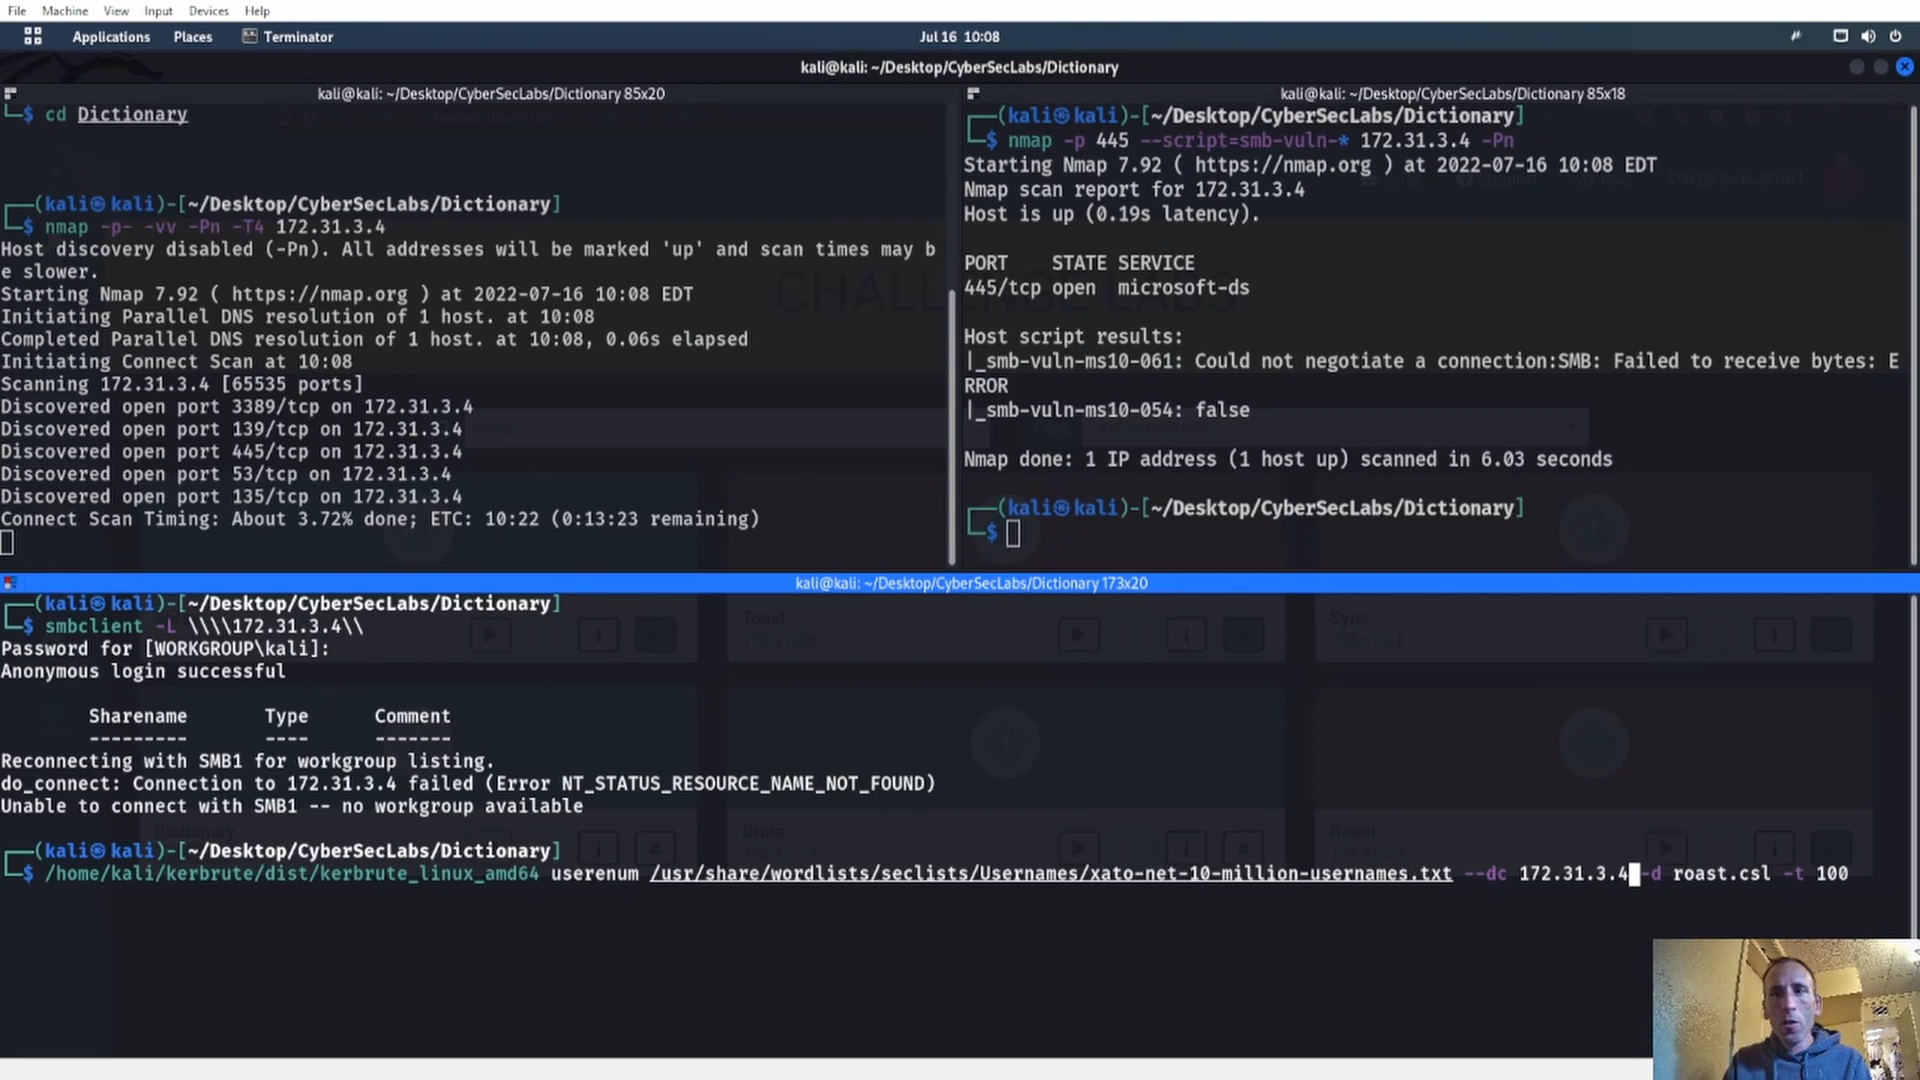 File Machine View Input Devices Help
Applications Places Terminator Jul 16 10:08
kali@kali: ~/Desktop/CyberSecLabs/Dictionary
kali@kali: ~/Desktop/CyberSecLabs/Dictionary 85x20
└─$ cd Dictionary
┌──(kali㉿kali)-[~/Desktop/CyberSecLabs/Dictionary]
└─$ nmap -p- -vv -Pn -T4 172.31.3.4
Host discovery disabled (-Pn). All addresses will be marked 'up' and scan times may b
e slower.
Starting Nmap 7.92 ( https://nmap.org ) at 2022-07-16 10:08 EDT
Initiating Parallel DNS resolution of 1 host. at 10:08
Completed Parallel DNS resolution of 1 host. at 10:08, 0.06s elapsed
Initiating Connect Scan at 10:08
Scanning 172.31.3.4 [65535 ports]
Discovered open port 3389/tcp on 172.31.3.4
Discovered open port 139/tcp on 172.31.3.4
Discovered open port 445/tcp on 172.31.3.4
Discovered open port 53/tcp on 172.31.3.4
Discovered open port 135/tcp on 172.31.3.4
Connect Scan Timing: About 3.72% done; ETC: 10:22 (0:13:23 remaining)
kali@kali: ~/Desktop/CyberSecLabs/Dictionary 85x18
┌──(kali㉿kali)-[~/Desktop/CyberSecLabs/Dictionary]
└─$ nmap -p 445 --script=smb-vuln-* 172.31.3.4 -Pn
Starting Nmap 7.92 ( https://nmap.org ) at 2022-07-16 10:08 EDT
Nmap scan report for 172.31.3.4
Host is up (0.19s latency).
PORT STATE SERVICE
445/tcp open microsoft-ds
Host script results:
|_smb-vuln-ms10-061: Could not negotiate a connection:SMB: Failed to receive bytes: E
RROR
|_smb-vuln-ms10-054: false
Nmap done: 1 IP address (1 host up) scanned in 6.03 seconds
┌──(kali㉿kali)-[~/Desktop/CyberSecLabs/Dictionary]
└─$
CHALLENGE LABS
kali@kali: ~/Desktop/CyberSecLabs/Dictionary 173x20
┌──(kali㉿kali)-[~/Desktop/CyberSecLabs/Dictionary]
└─$ smbclient -L \\\\172.31.3.4\\
Password for [WORKGROUP\kali]:
Anonymous login successful
Sharename Type Comment
--------- ---- -------
Reconnecting with SMB1 for workgroup listing.
do_connect: Connection to 172.31.3.4 failed (Error NT_STATUS_RESOURCE_NAME_NOT_FOUND)
Unable to connect with SMB1 -- no workgroup available
┌──(kali㉿kali)-[~/Desktop/CyberSecLabs/Dictionary]
└─$ /home/kali/kerbrute/dist/kerbrute_linux_amd64 userenum /usr/share/wordlists/seclists/Usernames/xato-net-10-million-usernames.txt --dc 172.31.3.4 -d roast.csl -t 100
Toast
Sync
Dictionary
Brute
Roast